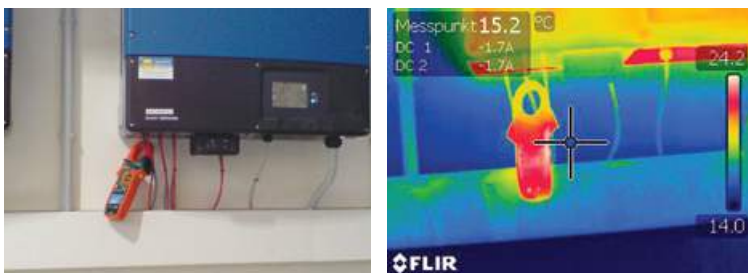 Messpunkt 15.2 °C
DC 1 -1.7A
DC 2 -1.7A
24.2
14.0
FLIR